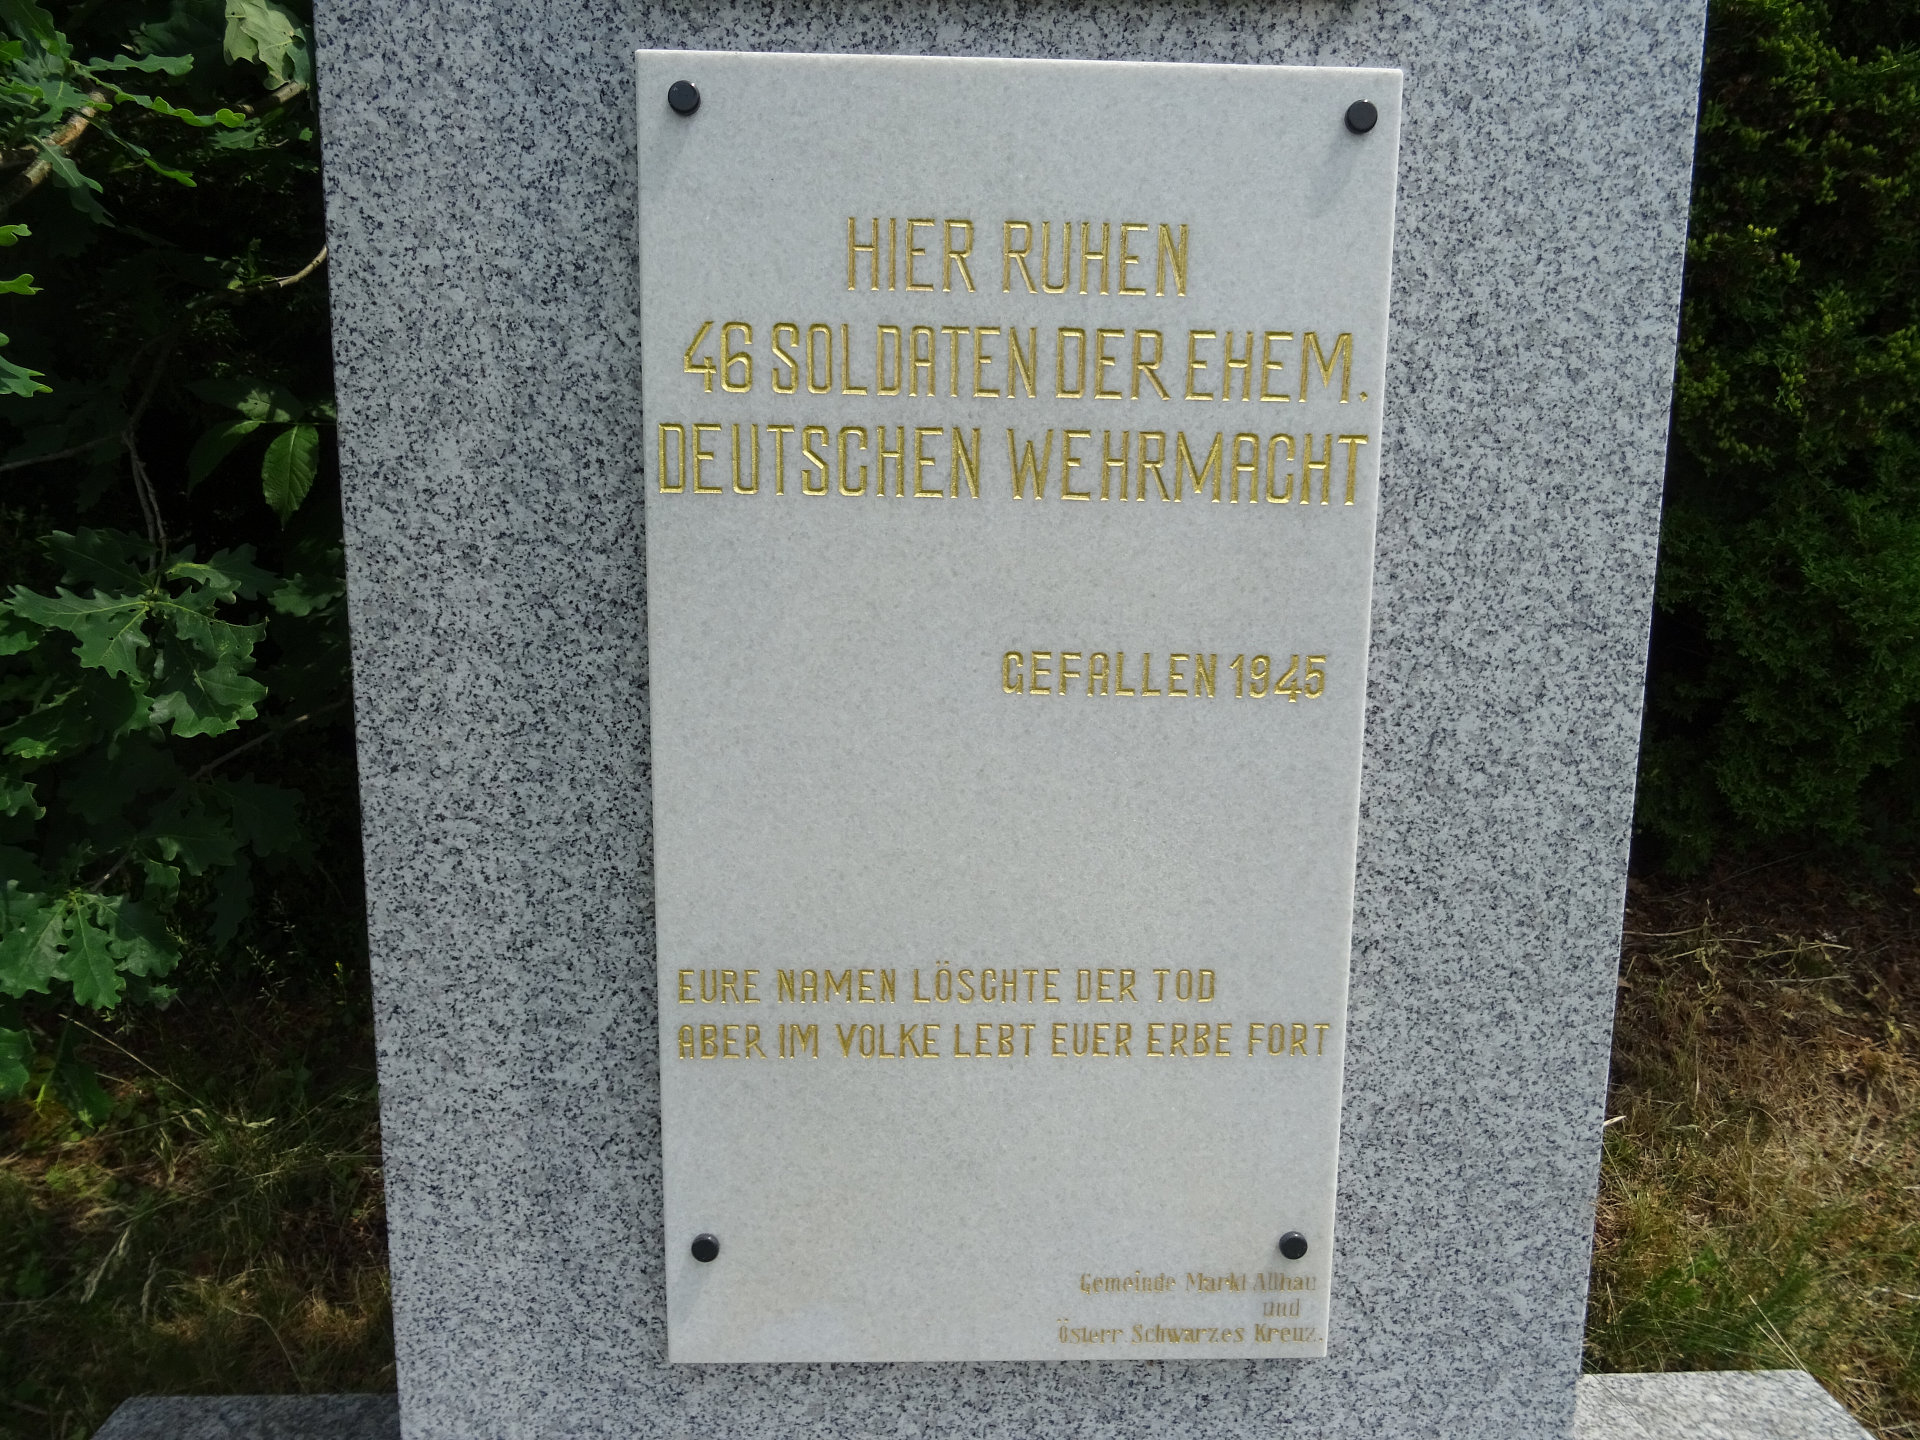 HIER RUHEN
46 SOLDATEN DER EHEM.
DEUTSCHEN WEHRMACHT
GEFALLEN 1945
EURE NAMEN LÖSCHTE DER TOD
ABER IM VOLKE LEBT EUER ERBE FORT
Gemeinde Markt Allhau
und
Österr. Schwarzes Kreuz.